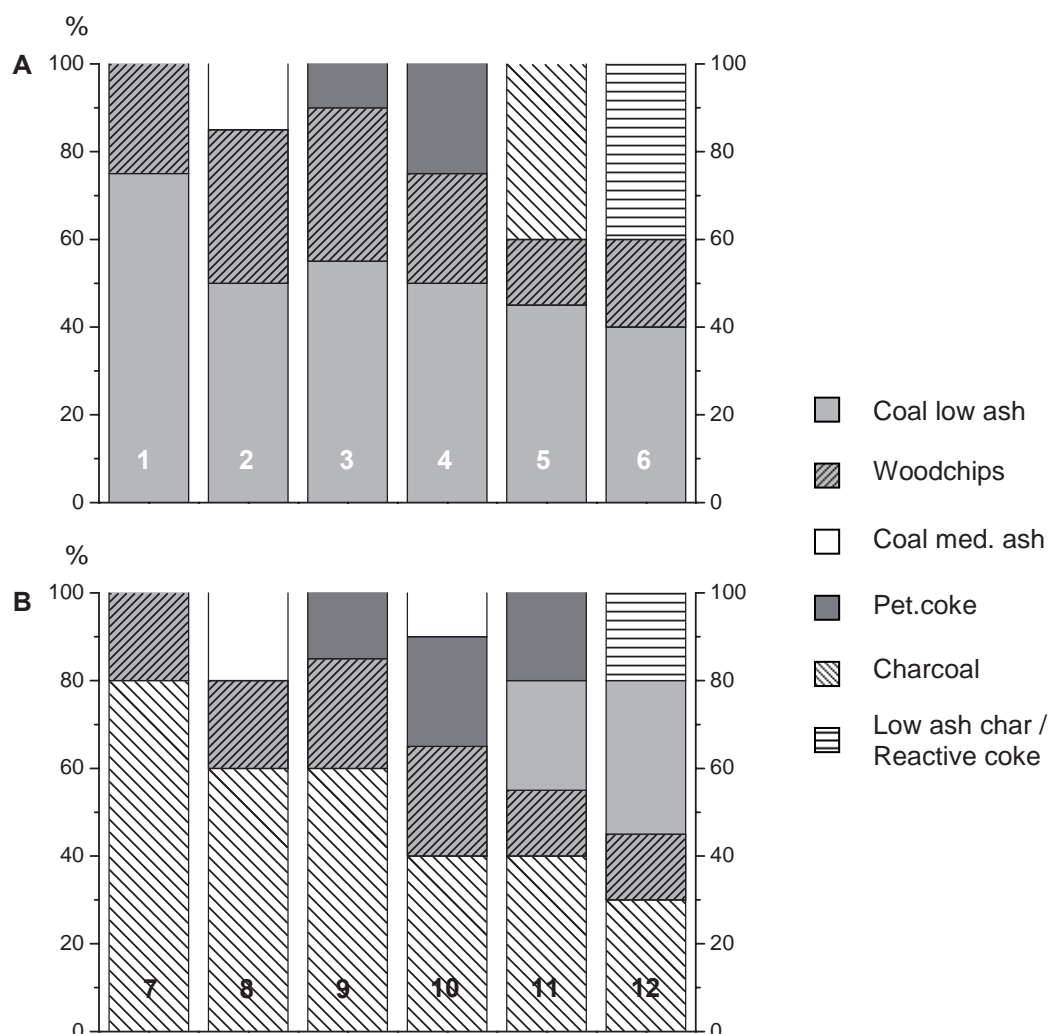 %
A
100 100
80 80
60 60
40 40
20 20
0 0
1 2 3 4 5 6
%
B
100 100
80 80
60 60
40 40
20 20
0 0
7 8 9 10 11 12
Coal low ash
Woodchips
Coal med. ash
Pet.coke
Charcoal
Low ash char /
Reactive coke